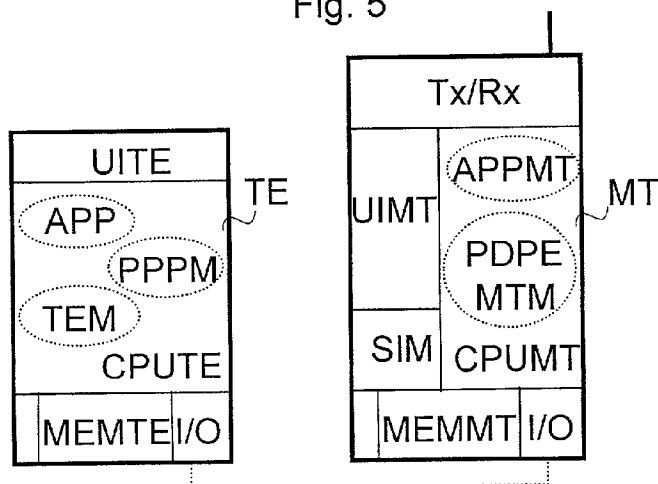 Fig. 5
UITE
APP
PPPM
TEM
CPUTE
MEMTE
I/O
TE
Tx/Rx
UIMT
APPMT
PDPE
MTM
SIM
CPUMT
MEMMT
I/O
MT